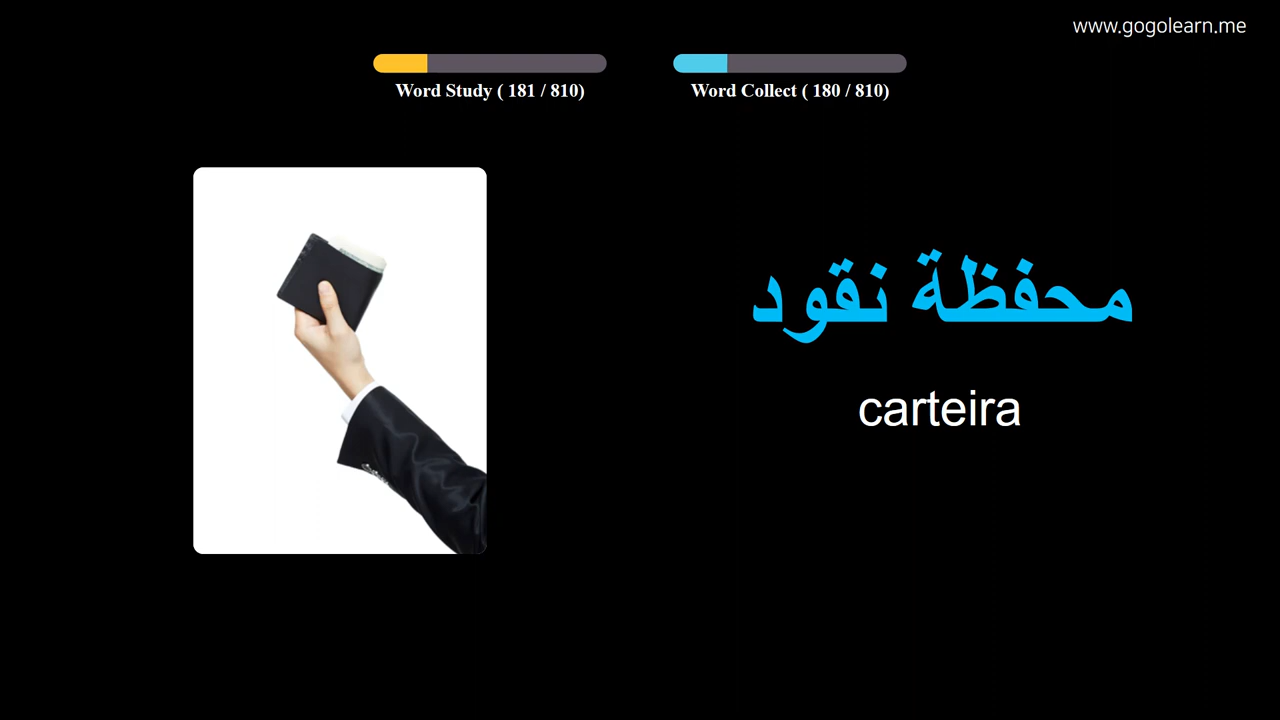 www.gogolearn.me
Word Study ( 181 / 810)
Word Collect ( 180 / 810)
محفظة نقود
carteira